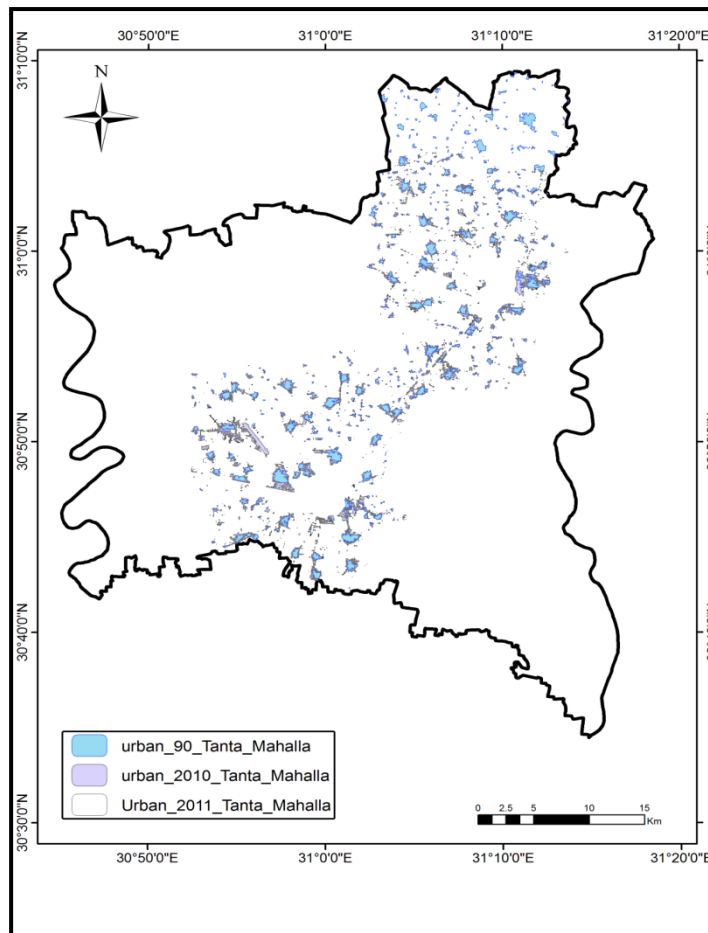 30°50'0"E 31°0'0"E 31°10'0"E 31°20'0"E
31°10'0"N
N
31°0'0"N
30°50'0"N
30°40'0"N
30°30'0"N
urban_90_Tanta_Mahalla
urban_2010_Tanta_Mahalla
Urban_2011_Tanta_Mahalla
0 2.5 5 10 15
Km
30°50'0"E 31°0'0"E 31°10'0"E 31°20'0"E